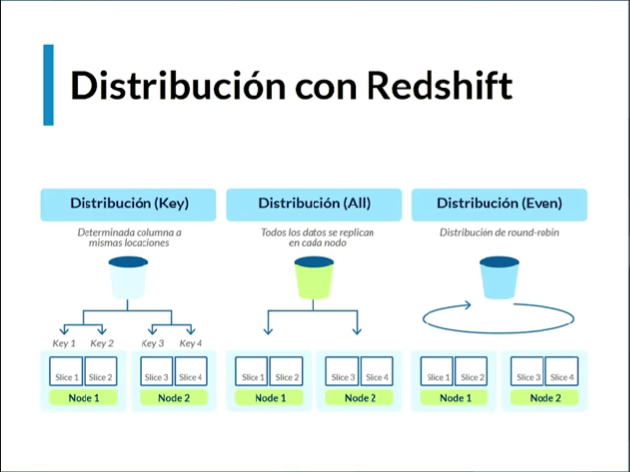 Distribución con Redshift
Distribución (Key)
Determinada columna a
mismas locaciones
Key 1 Key 2 Key 3 Key 4
Slice 1 Slice 2 Slice 3 Slice 4
Node 1 Node 2
Distribución (All)
Todos los datos se replican
en cada nodo
Slice 1 Slice 2 Slice 3 Slice 4
Node 1 Node 2
Distribución (Even)
Distribución de round-robin
Slice 1 Slice 2 Slice 3 Slice 4
Node 1 Node 2